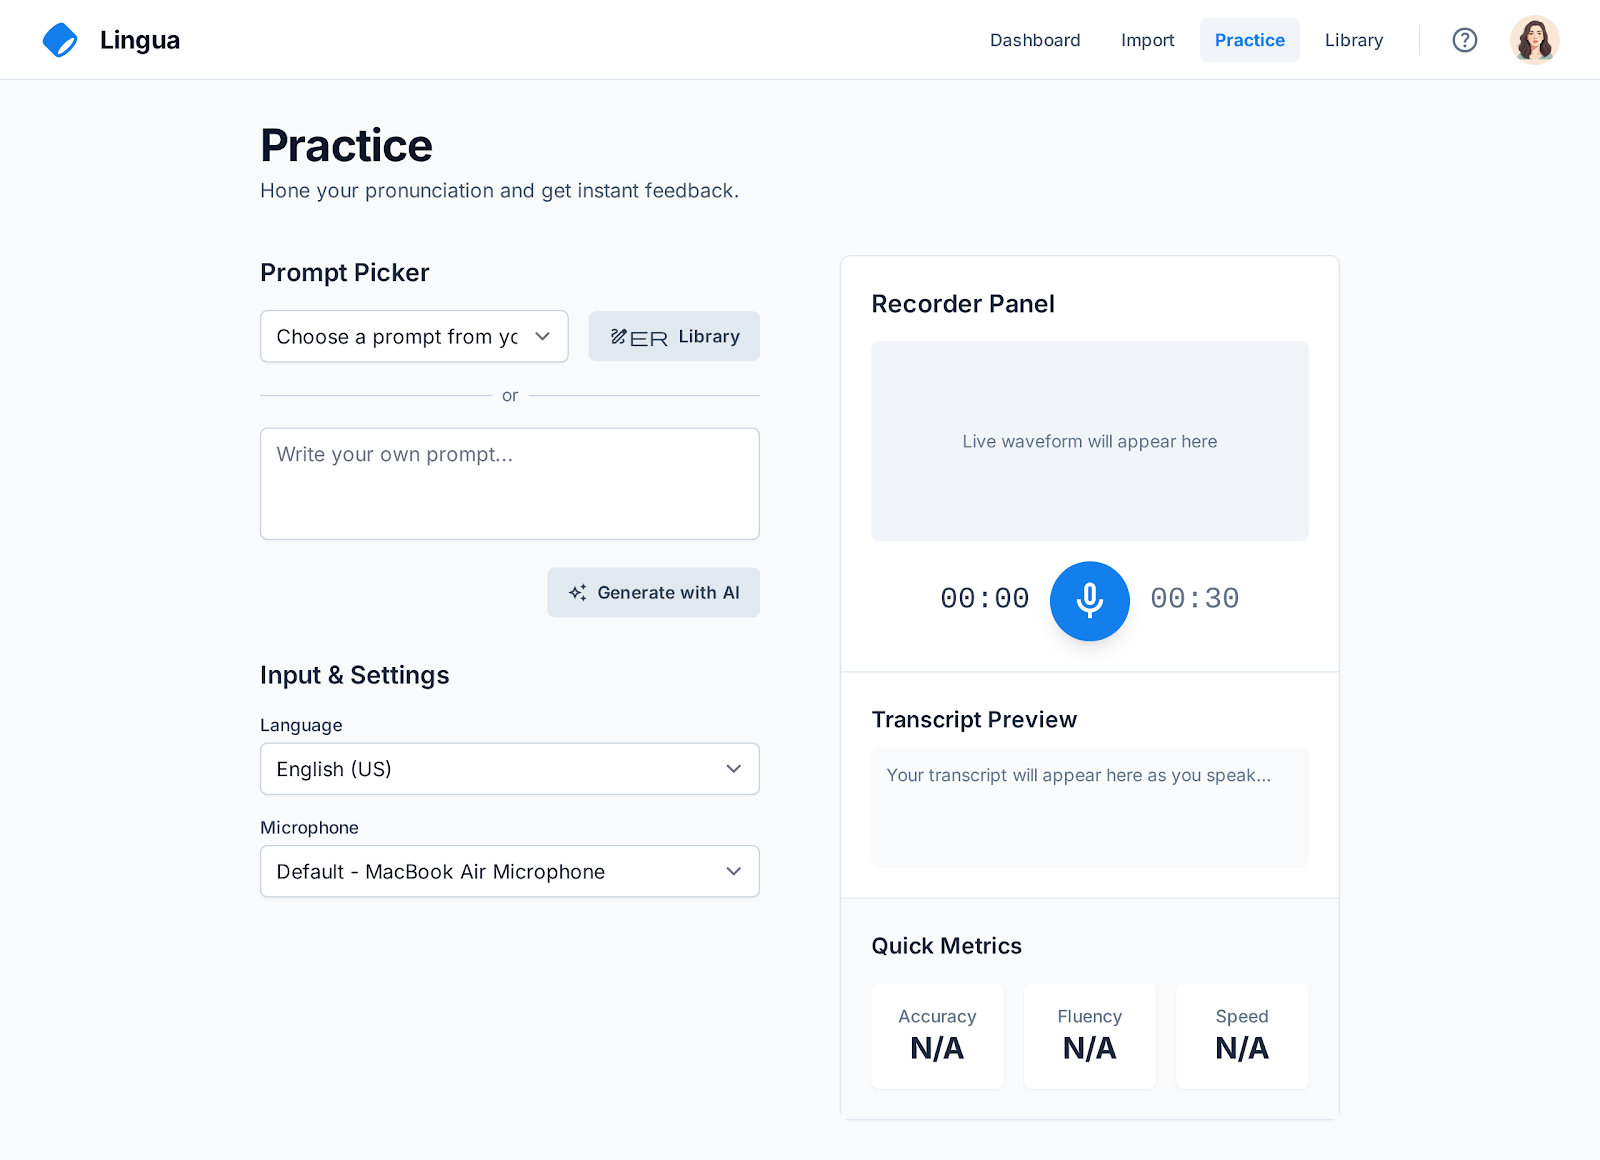 Lingua
Dashboard
Import
Practice
Library
Practice
Hone your pronunciation and get instant feedback.
Prompt Picker
Choose a prompt from yo
ER Library
or
Write your own prompt...
Generate with AI
Input & Settings
Language
English (US)
Microphone
Default - MacBook Air Microphone
Recorder Panel
Live waveform will appear here
00:00
00:30
Transcript Preview
Your transcript will appear here as you speak...
Quick Metrics
Accuracy
N/A
Fluency
N/A
Speed
N/A